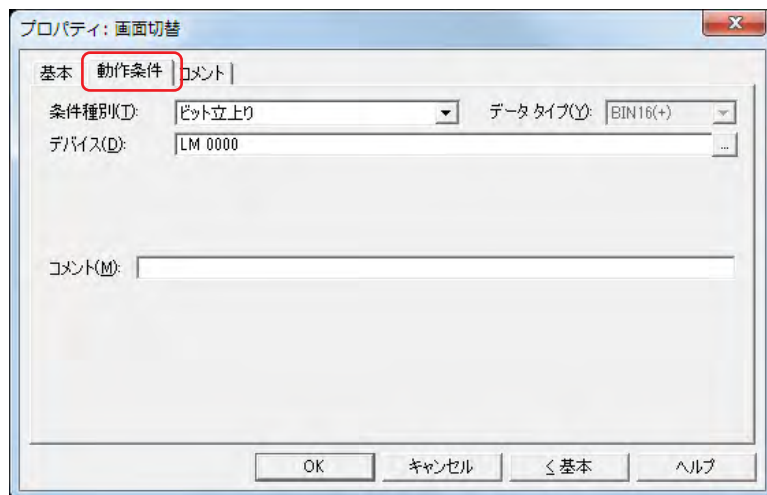 プロパティ: 画面切替
基本 動作条件 コメント
条件種別(T): ビット立上り データ タイプ(Y): BIN16(+)
デバイス(D): LM 0000 ...
コメント(M):
OK キャンセル < 基本 ヘルプ